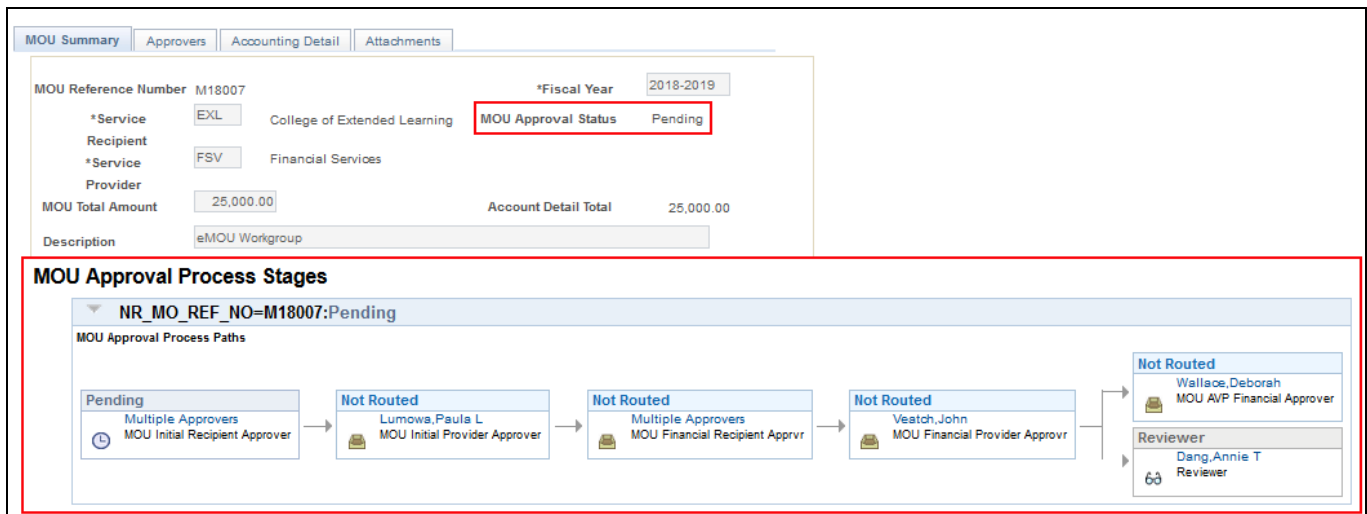 MOU Summary Approvers Accounting Detail Attachments
MOU Reference Number M18007 *Fiscal Year 2018-2019
*Service Recipient EXL College of Extended Learning MOU Approval Status Pending
*Service Provider FSV Financial Services
MOU Total Amount 25,000.00 Account Detail Total 25,000.00
Description eMOU Workgroup
MOU Approval Process Stages
NR_MO_REF_NO=M18007:Pending
MOU Approval Process Paths
Pending
Multiple Approvers
MOU Initial Recipient Approver
Not Routed
Lumowa,Paula L
MOU Initial Provider Approver
Not Routed
Multiple Approvers
MOU Financial Recipient Apprvr
Not Routed
Veatch,John
MOU Financial Provider Approvr
Not Routed
Wallace,Deborah
MOU AVP Financial Approver
Reviewer
Dang,Annie T
Reviewer